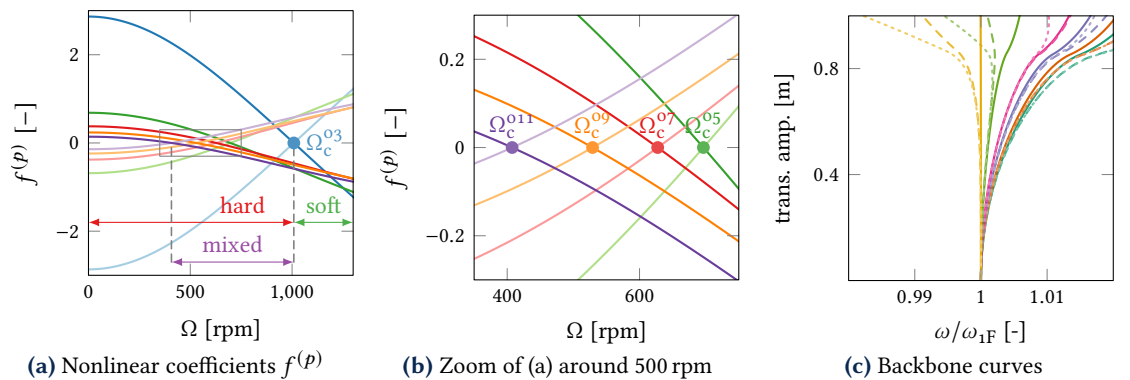 2
0
−2
f^(p) [−]
Ω_c^o3
hard
soft
mixed
0
500
1,000
Ω [rpm]
(a) Nonlinear coefficients f^(p)
0.2
0
−0.2
f^(p) [−]
Ω_c^o11
Ω_c^o9
Ω_c^o7
Ω_c^o5
400
600
Ω [rpm]
(b) Zoom of (a) around 500 rpm
0.8
0.4
trans. amp. [m]
0.99
1
1.01
ω/ω_1F [-]
(c) Backbone curves